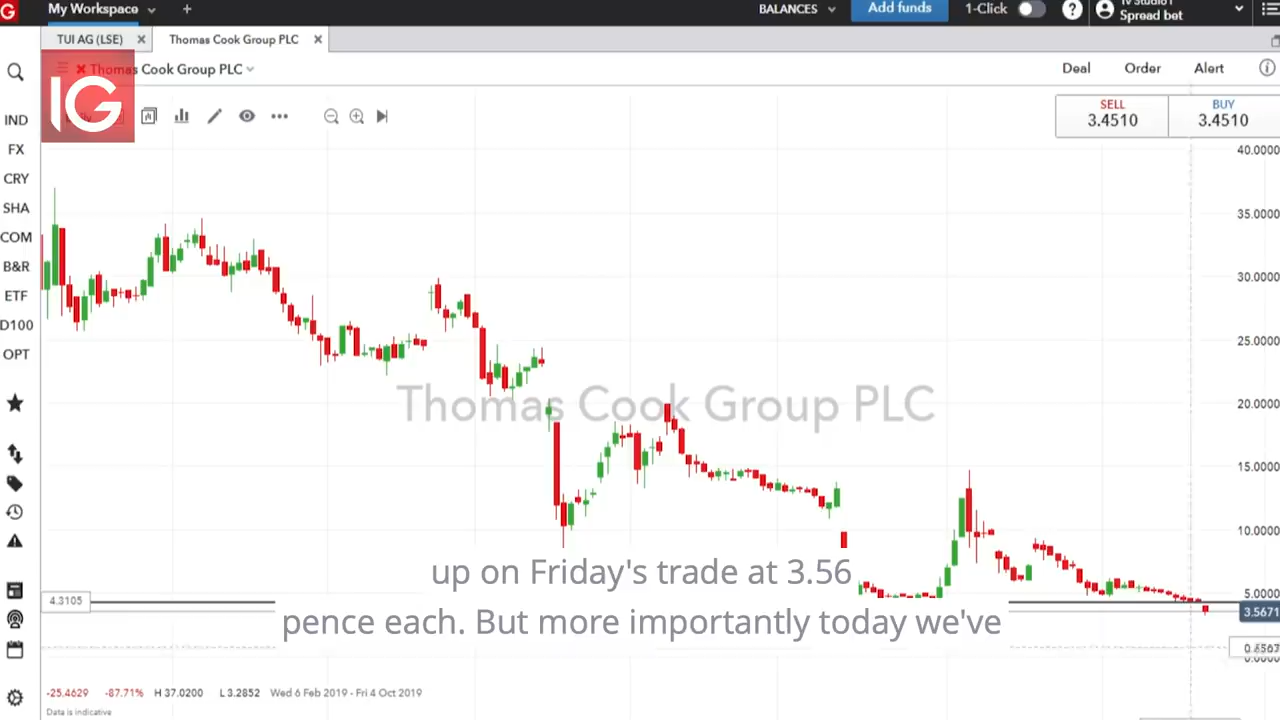 My Workspace
BALANCES
Add funds
1-Click
Spread bet
TUI AG (LSE)
Thomas Cook Group PLC
Thomas Cook Group PLC
Deal
Order
Alert
IG
SELL
3.4510
BUY
3.4510
IND
FX
CRY
SHA
COM
B&R
ETF
D100
OPT
40.0000
35.0000
30.0000
25.0000
20.0000
15.0000
10.0000
5.0000
Thomas Cook Group PLC
4.3105
3.5671
up on Friday's trade at 3.56
pence each. But more importantly today we've
-25.4629 -87.71% H 37.0200 L 3.2852 Wed 6 Feb 2019 - Fri 4 Oct 2019
Data is indicative